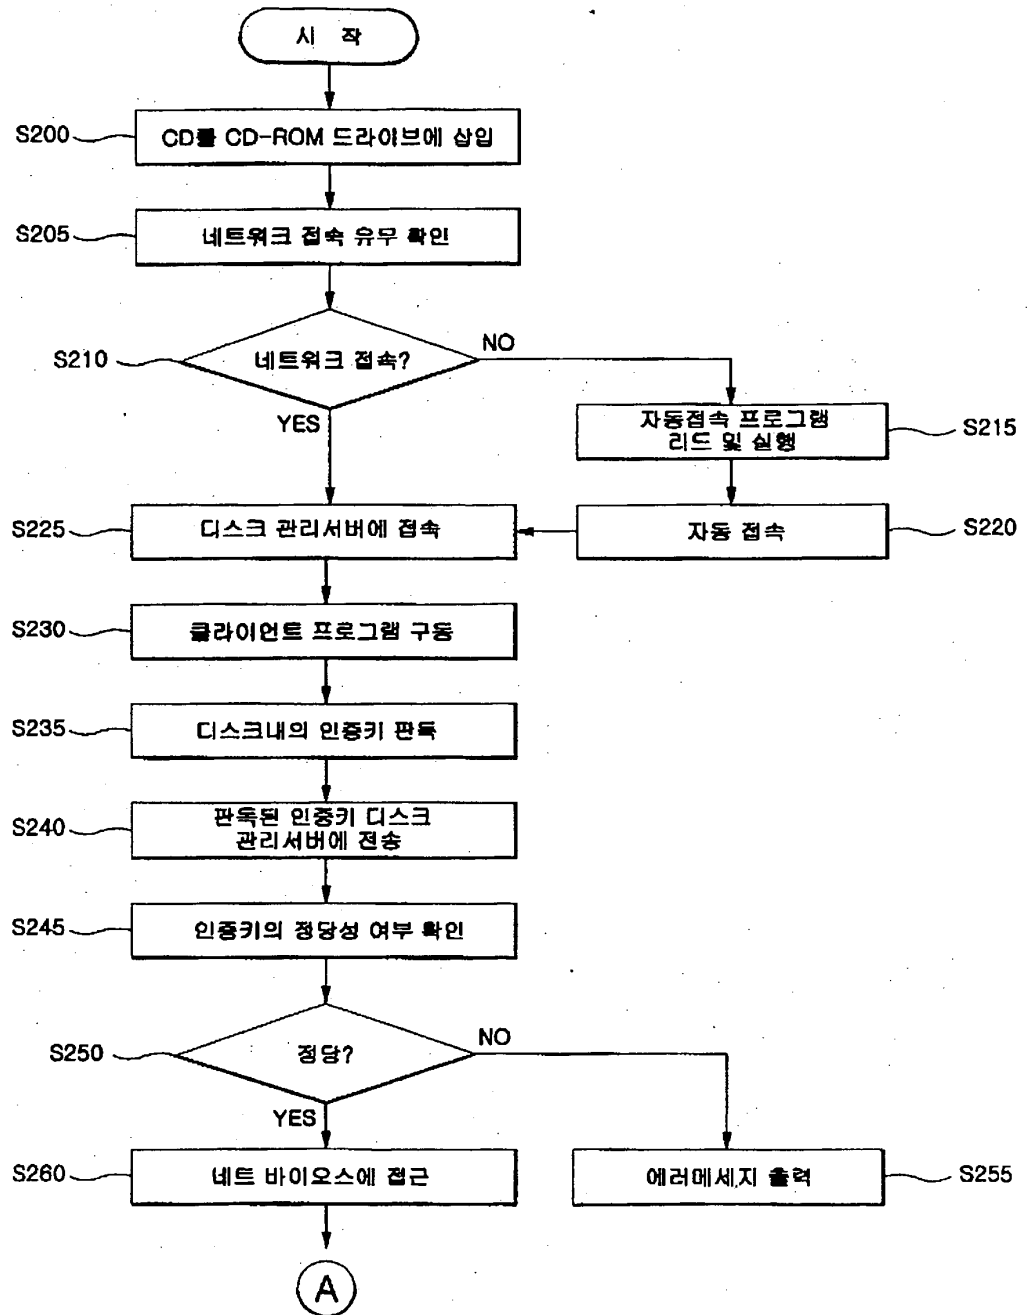 시 작
S200
CD를 CD-ROM 드라이브에 삽입
S205
네트워크 접속 유무 확인
S210
네트워크 접속?
NO
YES
자동접속 프로그램
리드 및 실행
S215
S225
디스크 관리서버에 접속
자동 접속
S220
S230
클라이언트 프로그램 구동
S235
디스크내의 인증키 판독
S240
판독된 인증키 디스크
관리서버에 전송
S245
인증키의 정당성 여부 확인
S250
정당?
NO
YES
S260
네트 바이오스에 접근
에러메세지 출력
S255
A